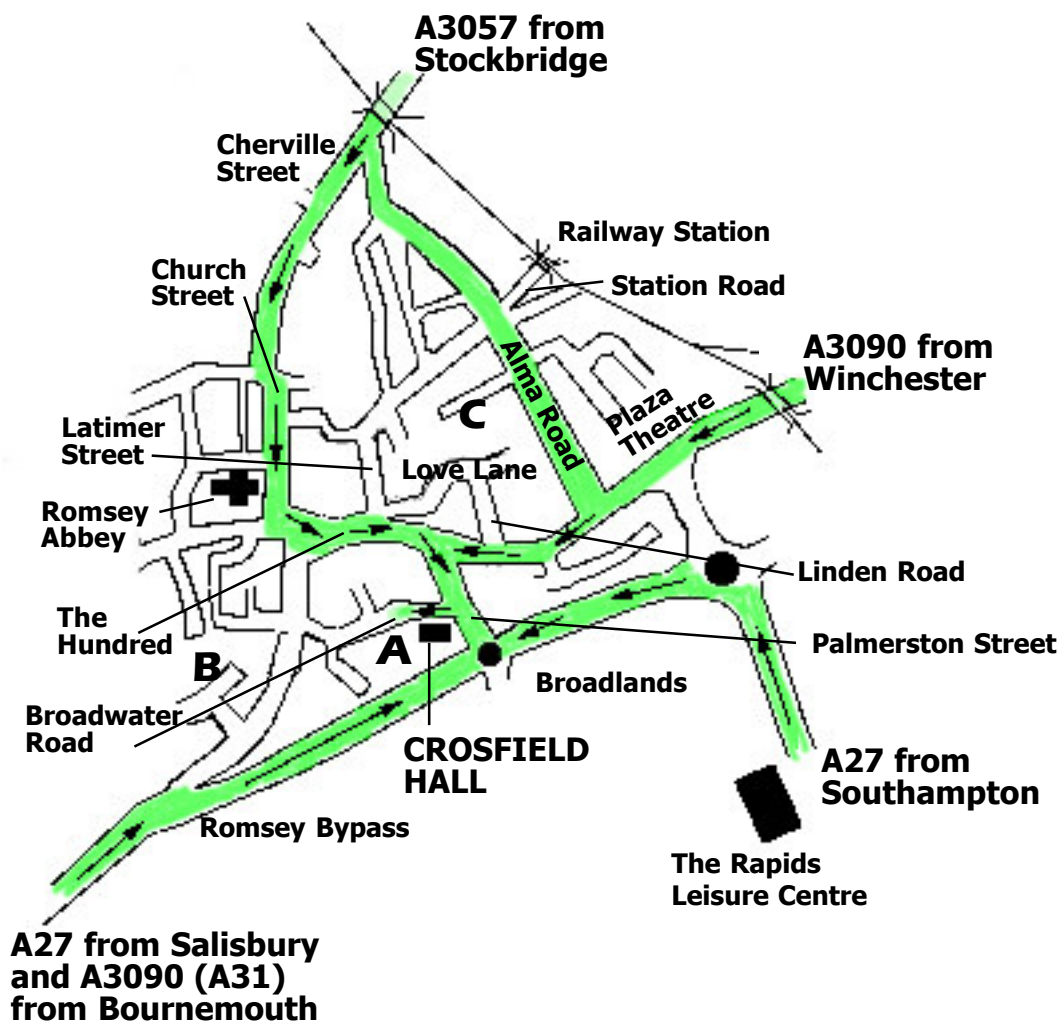 A3057 from
Stockbridge
Cherville
Street
Railway Station
Church
Street
Station Road
A3090 from
Winchester
Alma Road
Plaza
Theatre
C
Latimer
Street
Love Lane
Romsey
Abbey
Linden Road
The
Hundred
Palmerston Street
A
B
Broadlands
Broadwater
Road
CROSFIELD
HALL
A27 from
Southampton
Romsey Bypass
The Rapids
Leisure Centre
A27 from Salisbury
and A3090 (A31)
from Bournemouth